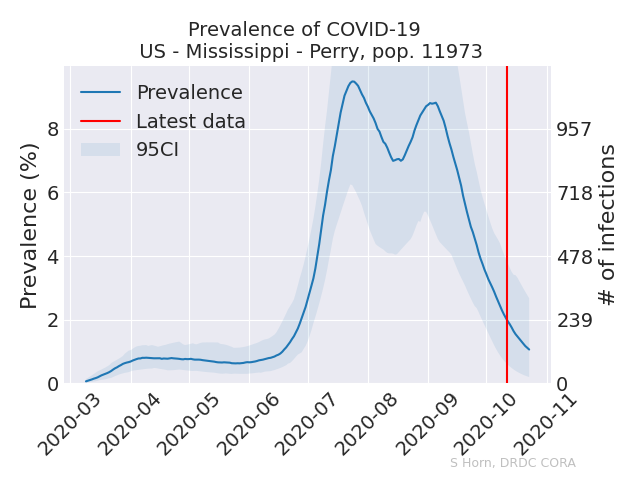 Prevalence of COVID-19
US - Mississippi - Perry, pop. 11973
Prevalence
Latest data
95CI
Prevalence (%)
8
6
4
2
0
957
718
478
239
0
# of infections
2020-03
2020-04
2020-05
2020-06
2020-07
2020-08
2020-09
2020-10
2020-11
S Horn, DRDC CORA